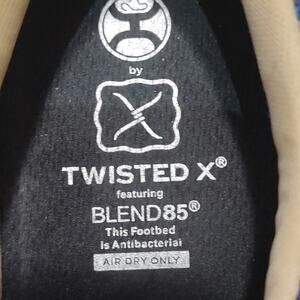 by
TWISTED X®
featuring
BLEND85®
This Footbed
is Antibacterial
AIR DRY ONLY